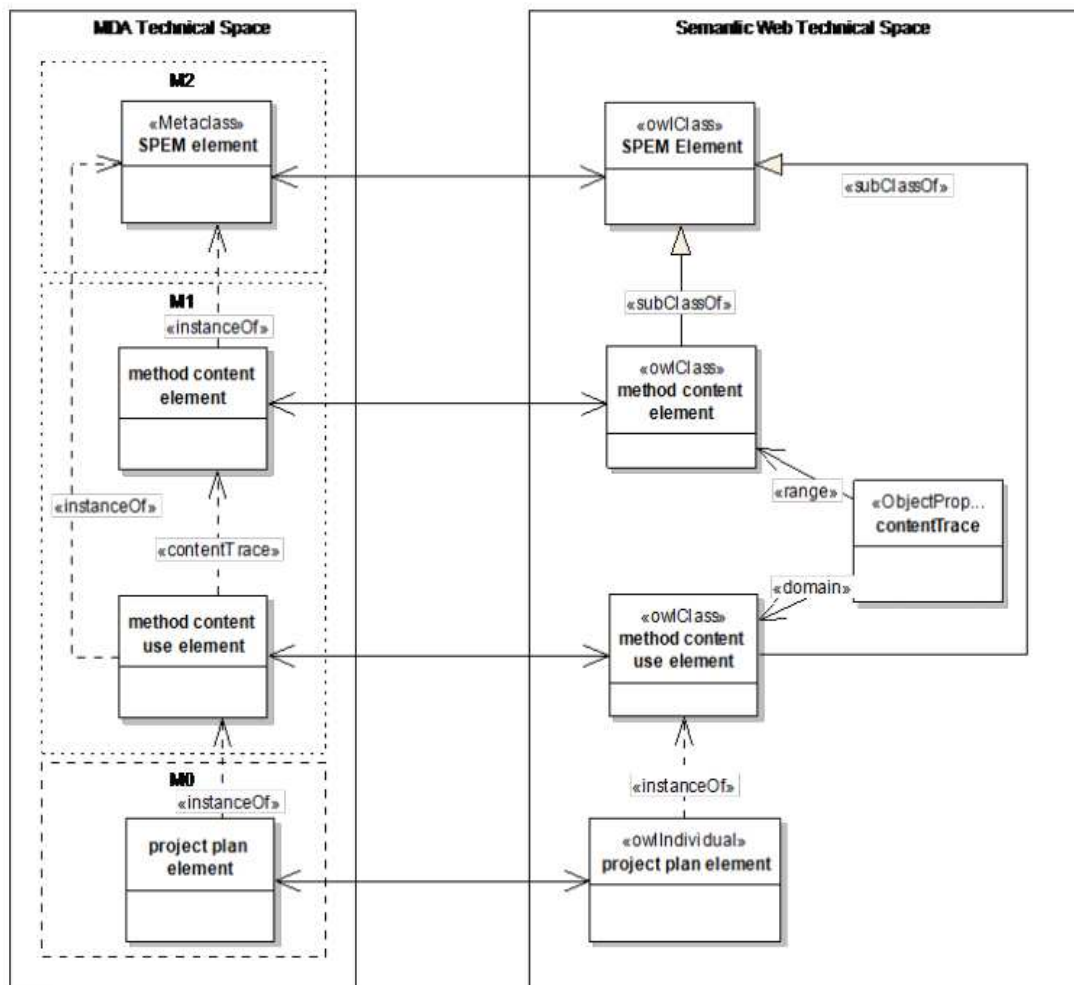 MDA Technical Space
Semantic Web Technical Space
M2
«Metaclass»
SPEM element
«owlClass»
SPEM Element
«subClassOf»
M1
«instanceOf»
«subClassOf»
method content
element
«owlClass»
method content
element
«instanceOf»
«range»
«ObjectProp...
contentTrace
«contentTrace»
«domain»
method content
use element
«owlClass»
method content
use element
M0
«instanceOf»
«instanceOf»
project plan
element
«owlIndividual»
project plan element